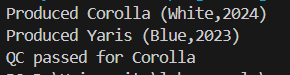 Produced Corolla (White,2024)
Produced Yaris (Blue,2023)
QC passed for Corolla